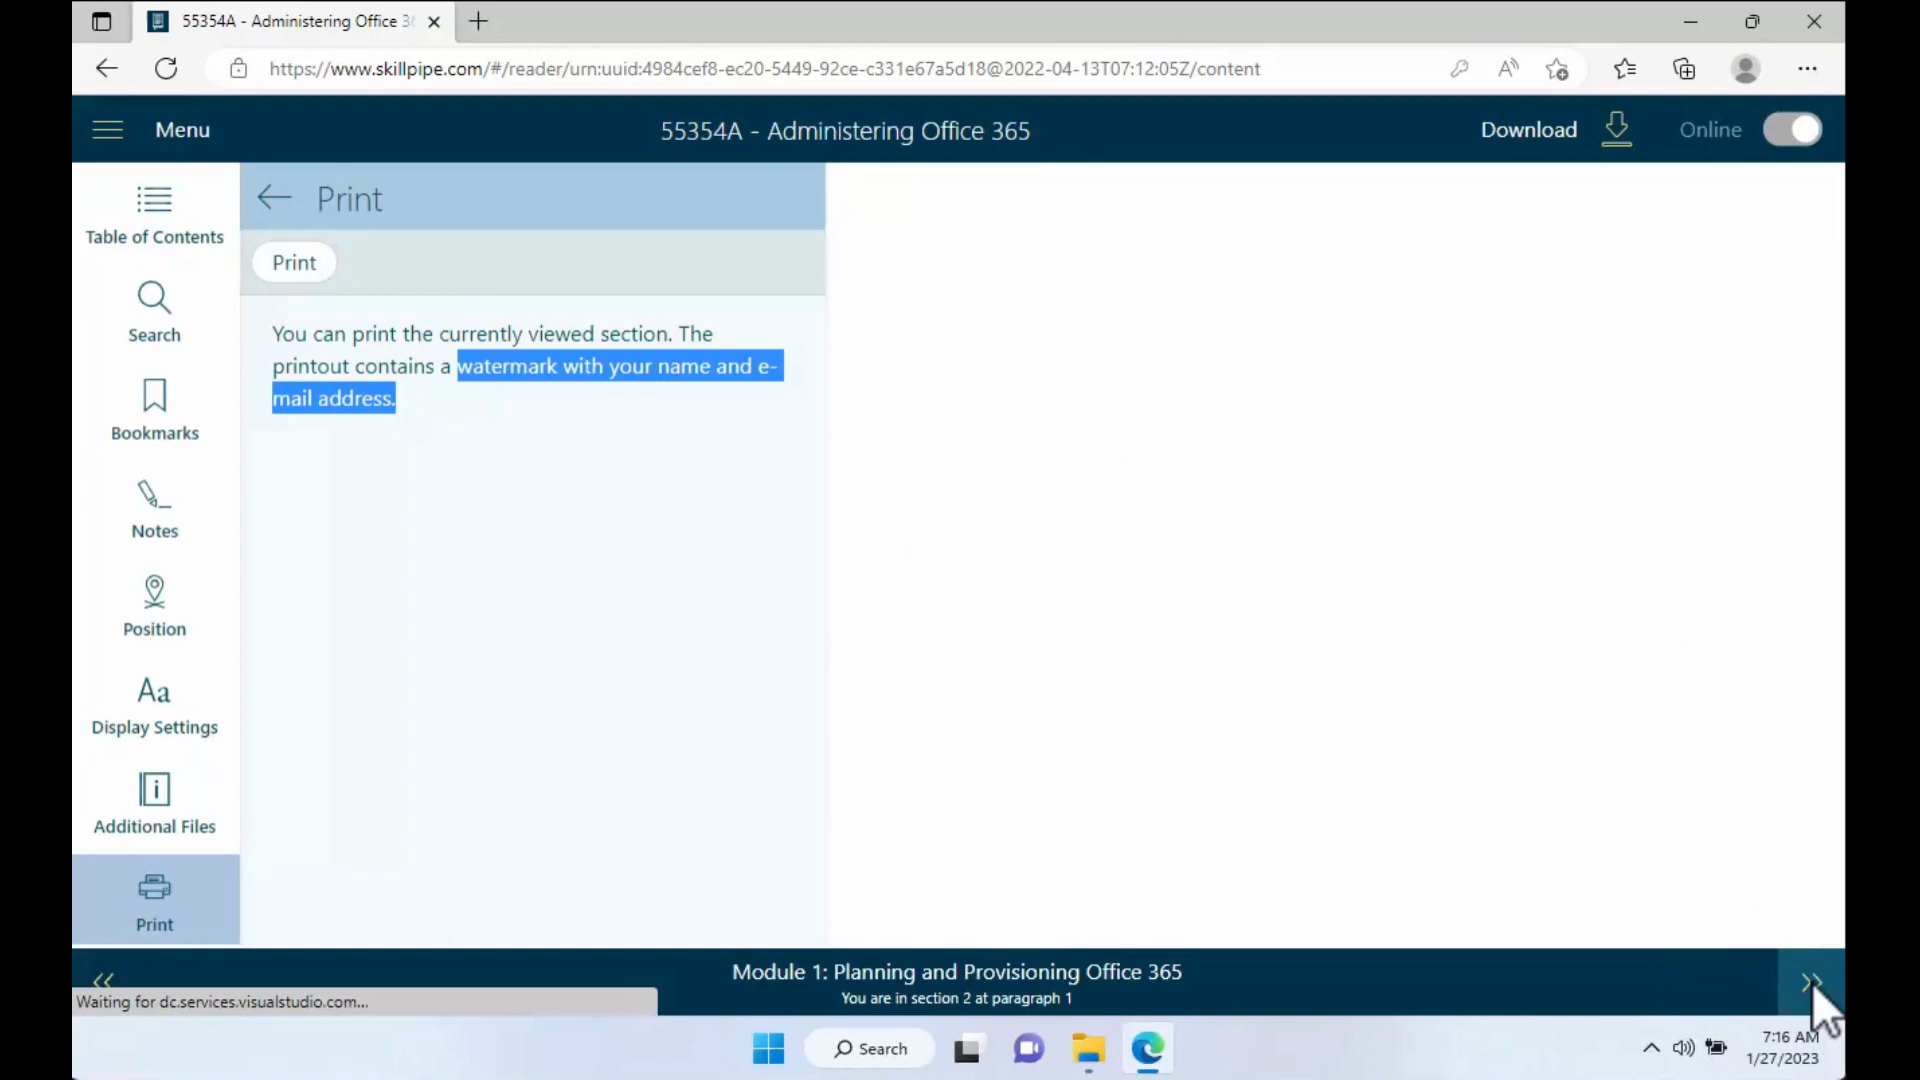 55354A - Administering Office 3
https://www.skillpipe.com/#/reader/urn:uuid:4984cef8-ec20-5449-92ce-c331e67a5d18@2022-04-13T07:12:05Z/content
Menu
55354A - Administering Office 365
Download
Online
Table of Contents
Search
Bookmarks
Notes
Position
Aa
Display Settings
Additional Files
Print
Print
Print
You can print the currently viewed section. The
printout contains a watermark with your name and e-
mail address.
Module 1: Planning and Provisioning Office 365
You are in section 2 at paragraph 1
Waiting for dc.services.visualstudio.com...
Search
7:16 AM
1/27/2023